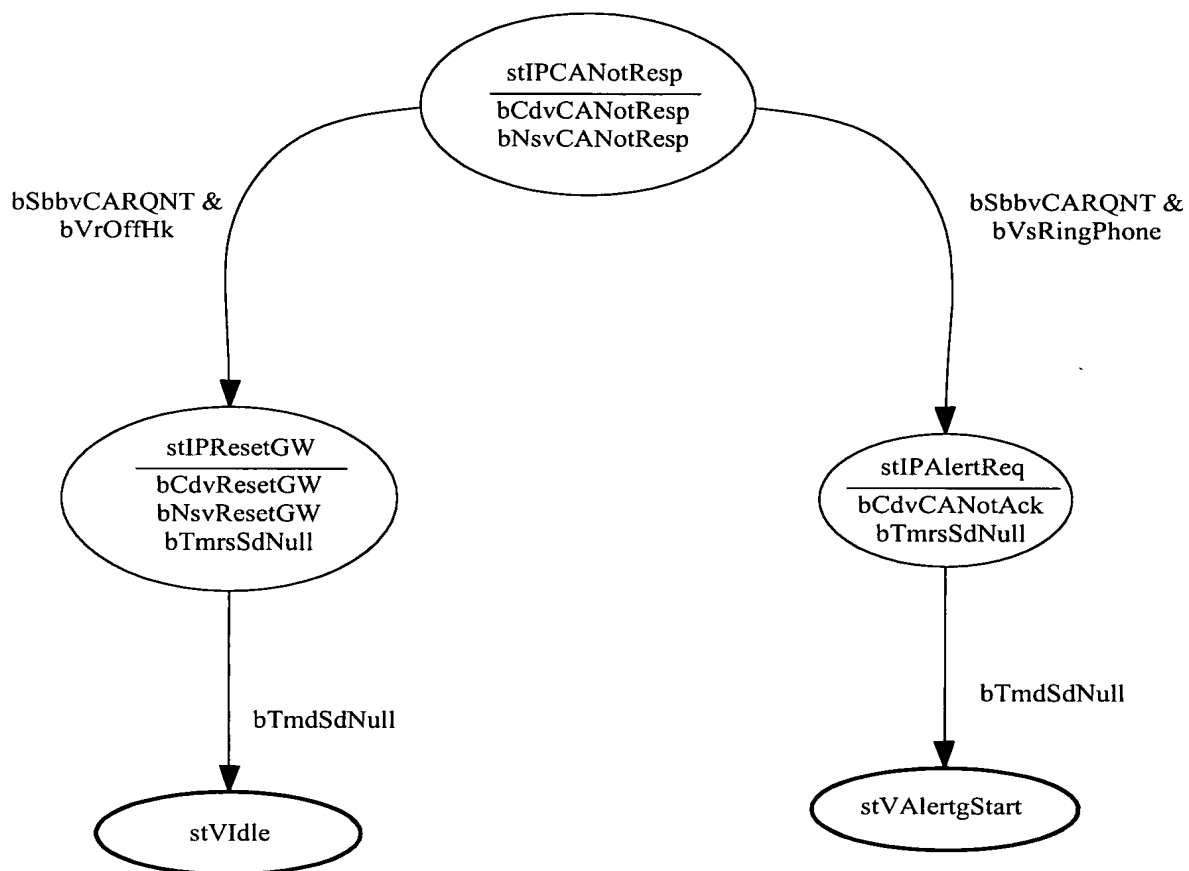 stIPCANotResp
bCdvCANotResp
bNsvCANotResp
bSbbvCARQNT &
bVrOffHk
bSbbvCARQNT &
bVsRingPhone
stIPResetGW
bCdvResetGW
bNsvResetGW
bTmrsSdNull
stIPAlertReq
bCdvCANotAck
bTmrsSdNull
bTmdSdNull
bTmdSdNull
stVIdle
stVAlertgStart